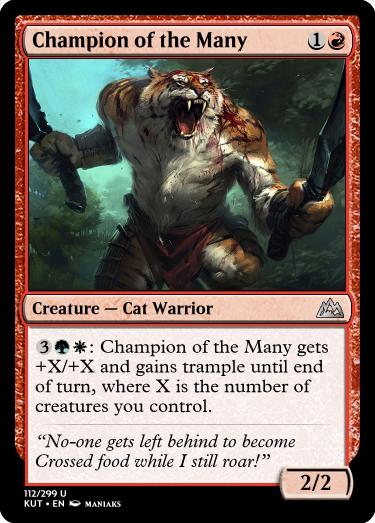 Champion of the Many 1
Creature — Cat Warrior
3: Champion of the Many gets
+X/+X and gains trample until end
of turn, where X is the number of
creatures you control.
“No-one gets left behind to become
Crossed food while I still roar!”
2/2
112/299 U
KUT • EN MANIAKS